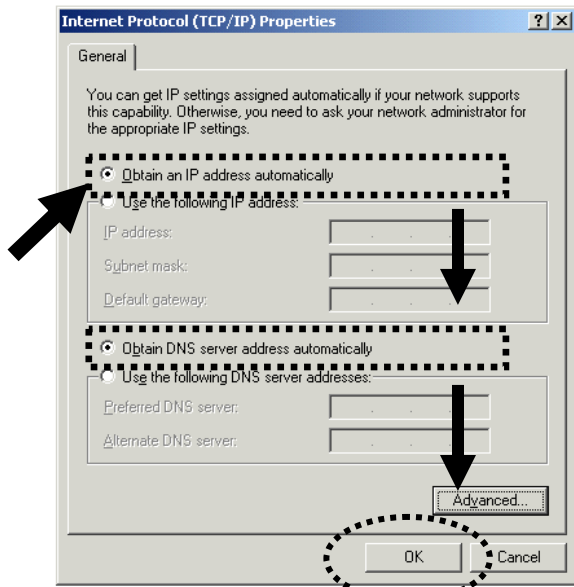 Internet Protocol (TCP/IP) Properties
General
You can get IP settings assigned automatically if your network supports
this capability. Otherwise, you need to ask your network administrator for
the appropriate IP settings.
Obtain an IP address automatically
Use the following IP address:
IP address:
Subnet mask:
Default gateway:
Obtain DNS server address automatically
Use the following DNS server addresses:
Preferred DNS server:
Alternate DNS server:
Advanced...
OK Cancel